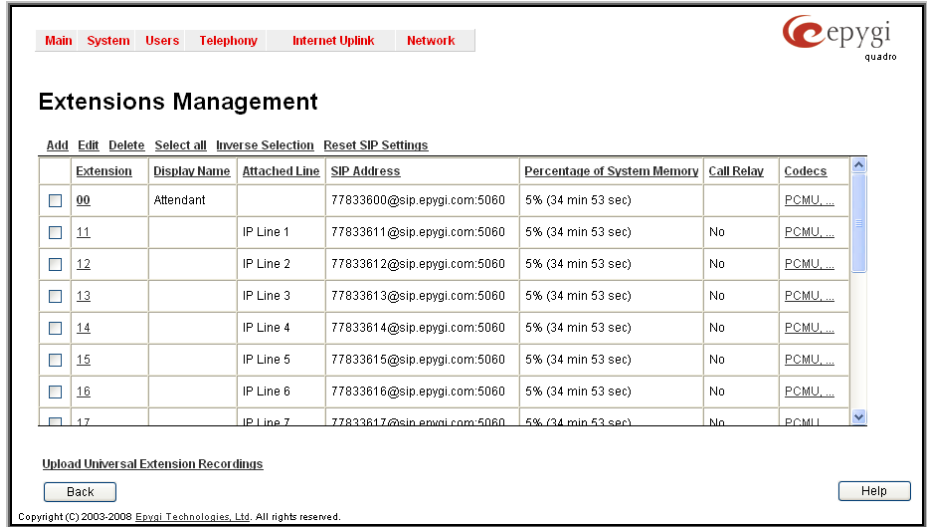 Main System Users Telephony Internet Uplink Network
epygi
quadro
Extensions Management
Add Edit Delete Select all Inverse Selection Reset SIP Settings
Extension Display Name Attached Line SIP Address Percentage of System Memory Call Relay Codecs
00 Attendant 77833600@sip.epygi.com:5060 5% (34 min 53 sec) PCMU, ...
11 IP Line 1 77833611@sip.epygi.com:5060 5% (34 min 53 sec) No PCMU, ...
12 IP Line 2 77833612@sip.epygi.com:5060 5% (34 min 53 sec) No PCMU, ...
13 IP Line 3 77833613@sip.epygi.com:5060 5% (34 min 53 sec) No PCMU, ...
14 IP Line 4 77833614@sip.epygi.com:5060 5% (34 min 53 sec) No PCMU, ...
15 IP Line 5 77833615@sip.epygi.com:5060 5% (34 min 53 sec) No PCMU, ...
16 IP Line 6 77833616@sip.epygi.com:5060 5% (34 min 53 sec) No PCMU, ...
17 IP Line 7 77833617@sip.epygi.com:5060 5% (34 min 53 sec) No PCMU
Upload Universal Extension Recordings
Back Help
Copyright (C) 2003-2008 Epygi Technologies, Ltd. All rights reserved.